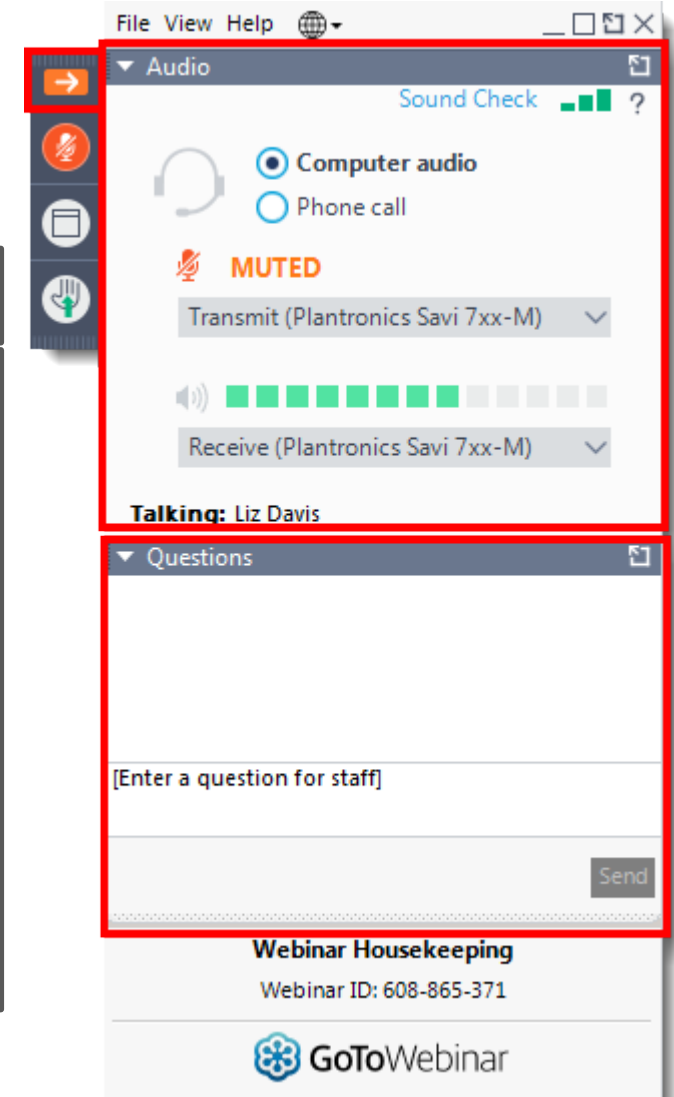 File View Help
Audio
Sound Check ?
Computer audio
Phone call
MUTED
Transmit (Plantronics Savi 7xx-M)
Receive (Plantronics Savi 7xx-M)
Talking: Liz Davis
Questions
[Enter a question for staff]
Send
Webinar Housekeeping
Webinar ID: 608-865-371
GoToWebinar